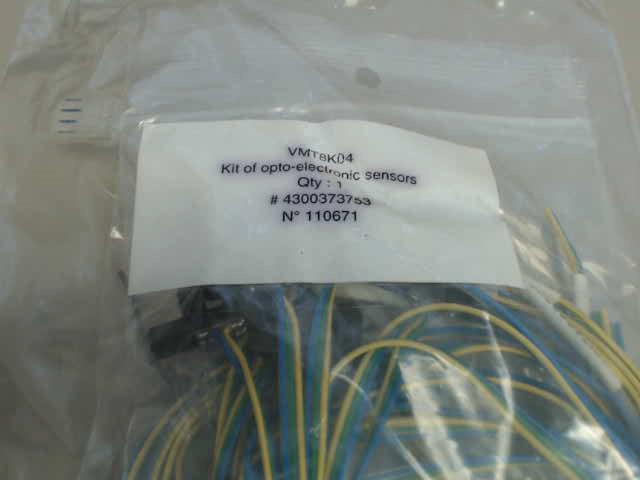 VMT8K04
Kit of opto-electronic sensors
Qty : 1
# 4300373753
N° 110671